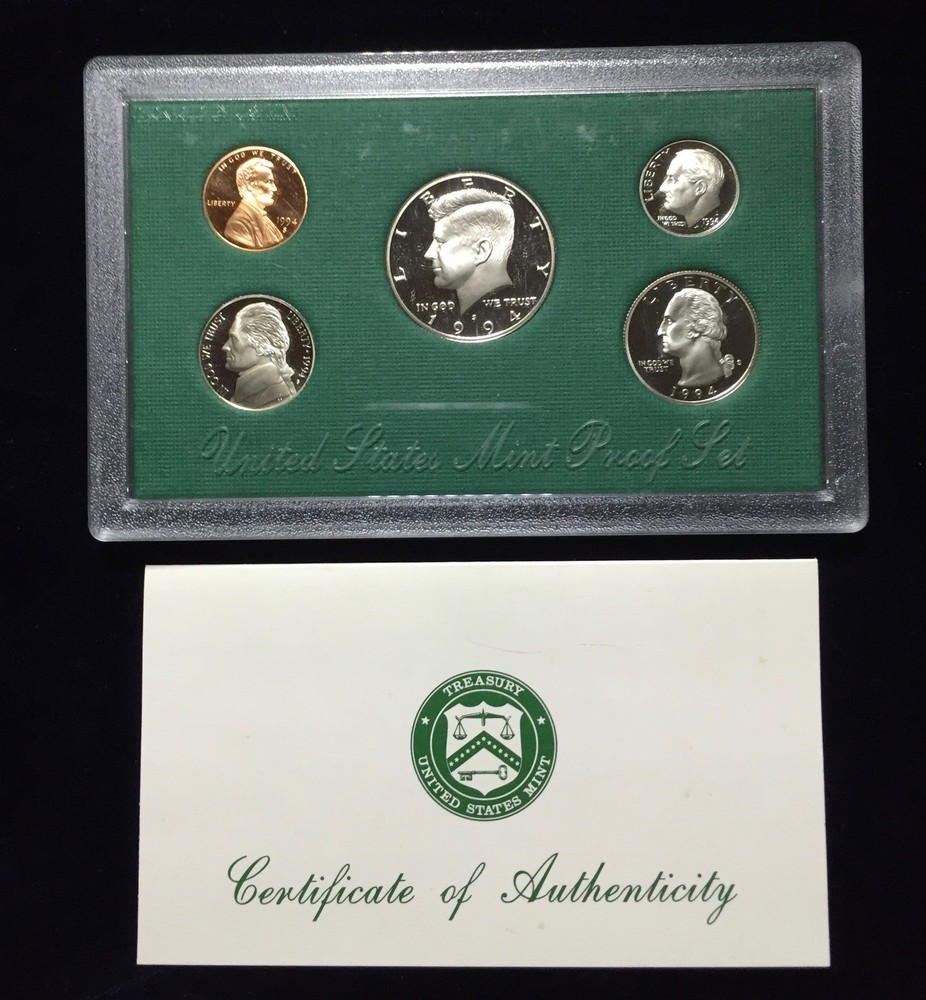 IN GOD WE TRUST
LIBERTY
1994
S
LIBERTY
IN GOD WE TRUST
S
1994
LIBERTY
IN GOD
WE TRUST
1994
IN GOD WE TRUST
LIBERTY
1994
LIBERTY
IN GOD WE
TRUST
S
1994
United States Mint Proof Set
TREASURY
UNITED STATES MINT
Certificate of Authenticity